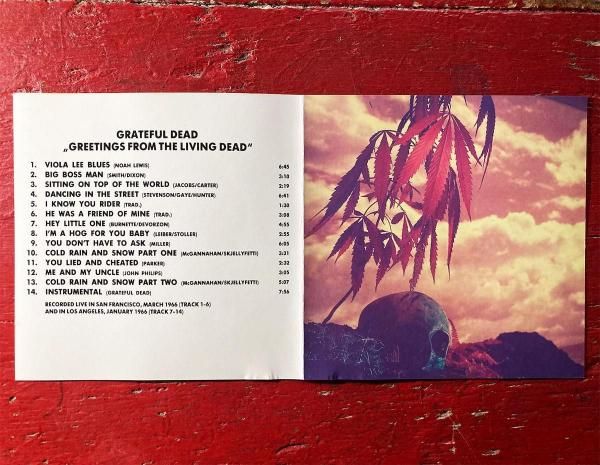 GRATEFUL DEAD
„GREETINGS FROM THE LIVING DEAD“
1. VIOLA LEE BLUES (NOAH LEWIS) 6:45
2. BIG BOSS MAN (SMITH/DIXON) 3:10
3. SITTING ON TOP OF THE WORLD (JACOBS/CARTER) 2:19
4. DANCING IN THE STREET (STEVENSON/GAYE/HUNTER) 6:41
5. I KNOW YOU RIDER (TRAD.) 1:30
6. HE WAS A FRIEND OF MINE (TRAD.) 3:08
7. HEY LITTLE ONE (BURNETTE/DEVORZON) 4:55
8. I'M A HOG FOR YOU BABY (LEIBER/STOLLER) 2:55
9. YOU DON'T HAVE TO ASK (MILLER) 6:05
10. COLD RAIN AND SNOW PART ONE (McGANNAHAN/SKJELLYFETTI) 3:21
11. YOU LIED AND CHEATED (PARKER) 2:32
12. ME AND MY UNCLE (JOHN PHILIPS) 3:05
13. COLD RAIN AND SNOW PART TWO (McGANNAHAN/SKJELLYFETTI) 5:07
14. INSTRUMENTAL (GRATEFUL DEAD) 7:56
RECORDED LIVE IN SAN FRANCISCO, MARCH 1966 (TRACK 1-6)
AND IN LOS ANGELES, JANUARY 1966 (TRACK 7-14)